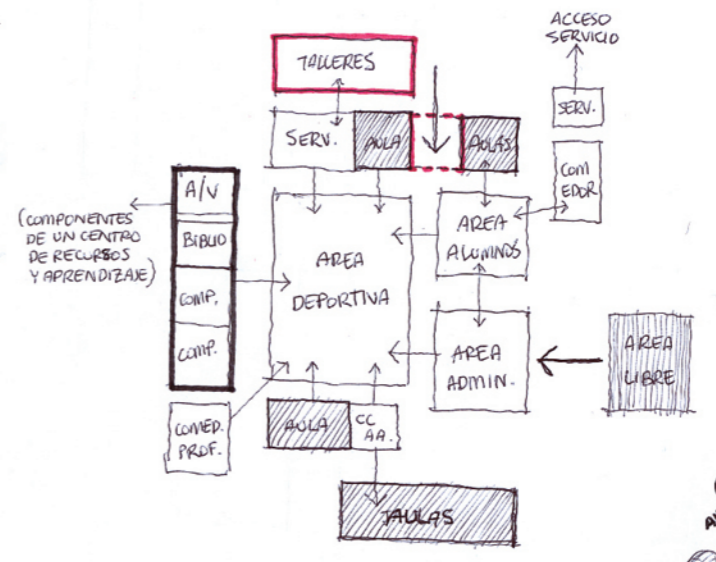 ACCESO
SERVICIO
TALLERES
SERV.
SERV.
AULA
AULAS
COM
EDOR
A/V
BIBLIO
COMP.
COMP.
(COMPONENTES
DE UN CENTRO
DE RECURSOS
Y APRENDIZAJE)
AREA
DEPORTIVA
AREA
ALUMNOS
AREA
ADMIN.
AREA
LIBRE
COMED.
PROF.
AULA
CC
AA.
JAULAS